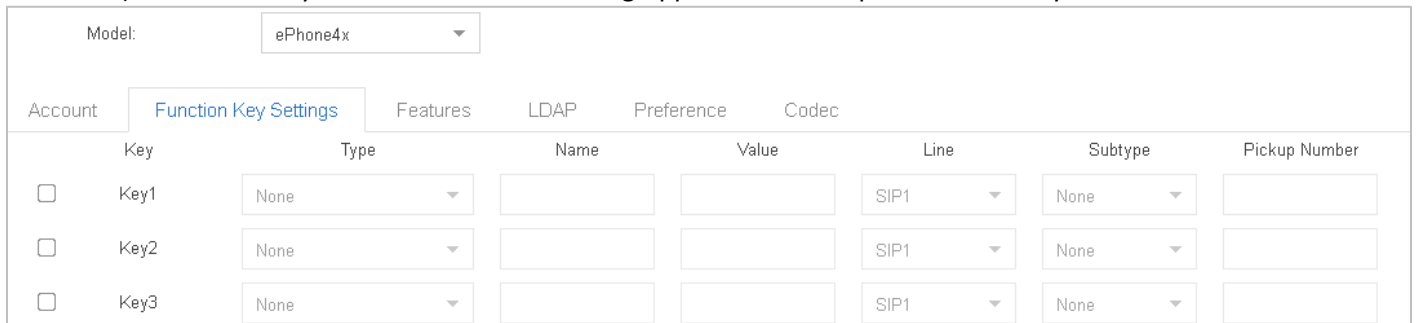 Model: ePhone4x
Account Function Key Settings Features LDAP Preference Codec
Key Type Name Value Line Subtype Pickup Number
Key1 None SIP1 None
Key2 None SIP1 None
Key3 None SIP1 None